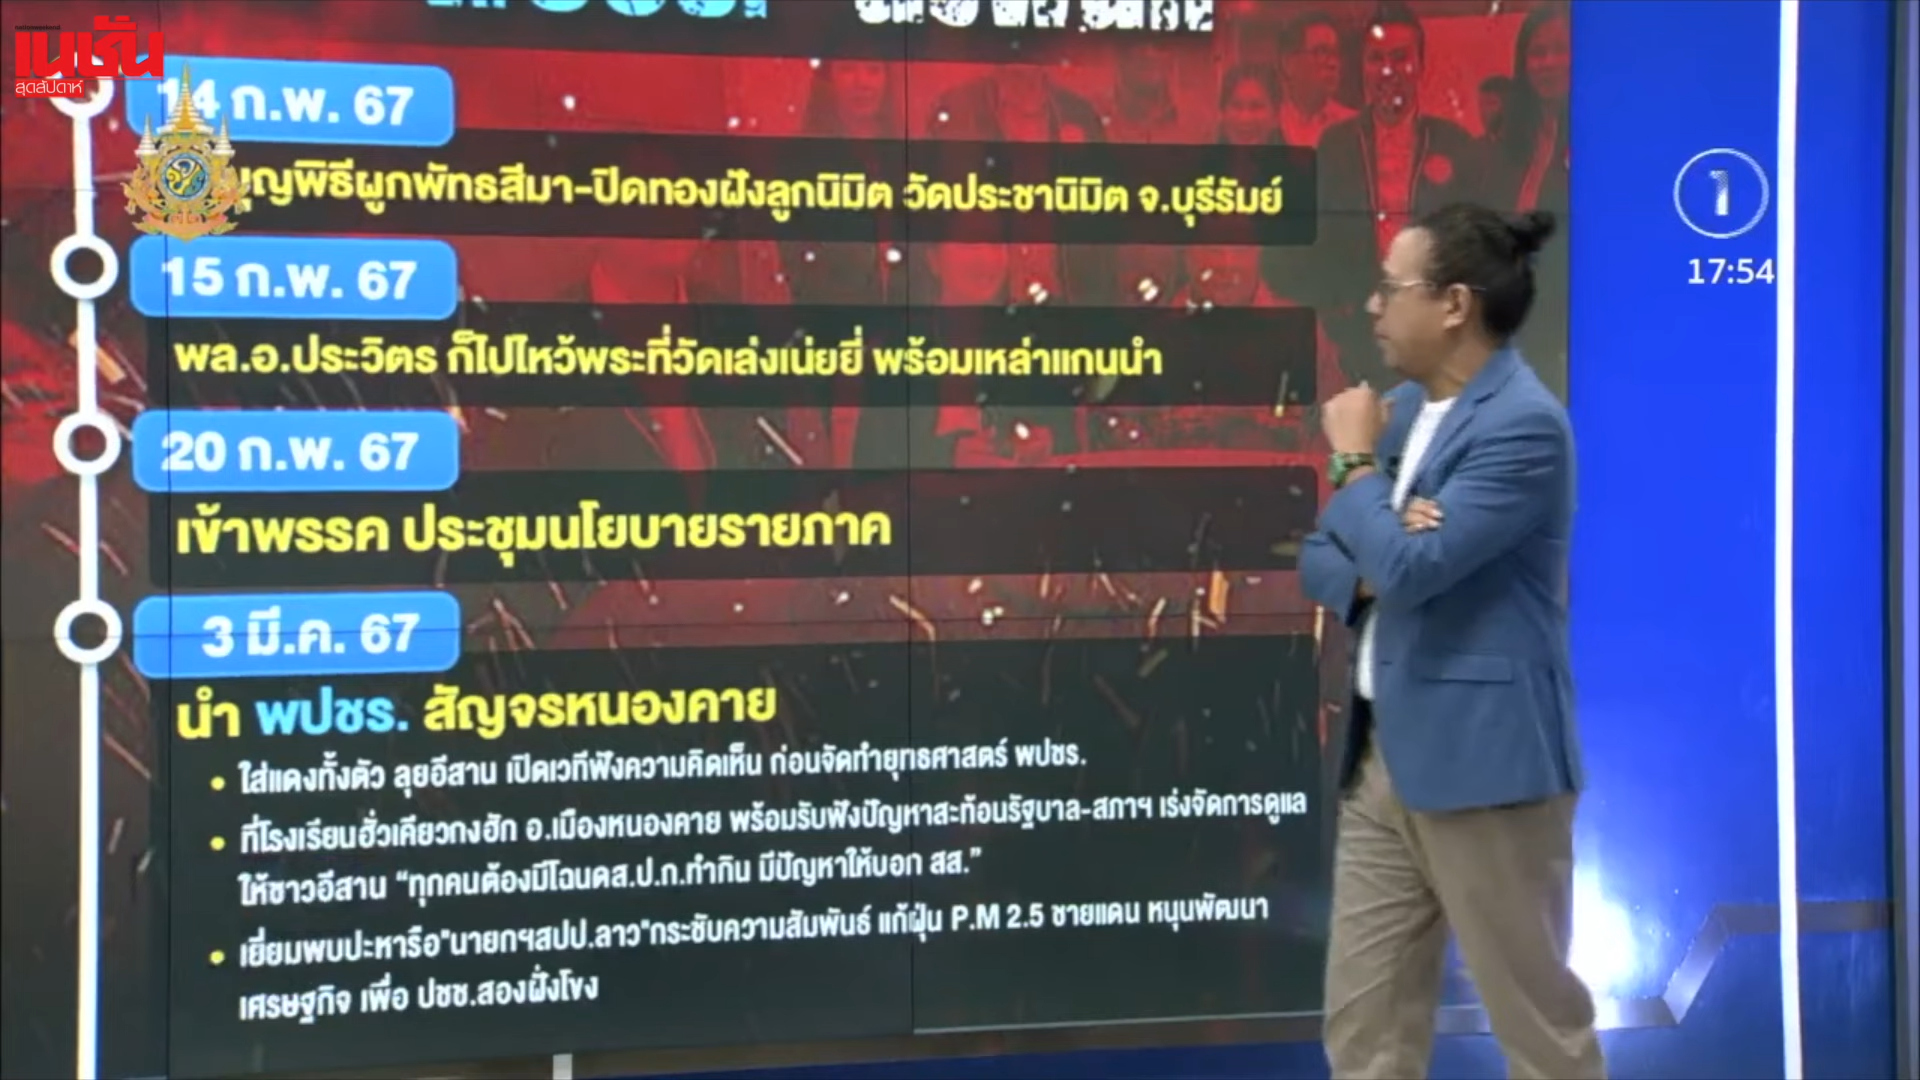 เนชั่น
สุดสัปดาห์
14 ก.พ. 67
บุญพิธีผูกพัทธสีมา-ปิดทองฝังลูกนิมิต วัดประชานิมิต จ.บุรีรัมย์
1
17:54
15 ก.พ. 67
พล.อ.ประวิตร ก็ไปไหว้พระที่วัดเล่งเน่ยยี่ พร้อมเหล่าแกนนำ
20 ก.พ. 67
เข้าพรรค ประชุมนโยบายรายภาค
3 มี.ค. 67
นำ พปชร. สัญจรหนองคาย
• ใส่แดงทั้งตัว ลุยอีสาน เปิดเวทีฟังความคิดเห็น ก่อนจัดทำยุทธศาสตร์ พปชร.
• ที่โรงเรียนฮั่วเคียวกงฮัก อ.เมืองหนองคาย พร้อมรับฟังปัญหาสะท้อนรัฐบาล-สภาฯ เร่งจัดการดูแล
ให้ชาวอีสาน “ทุกคนต้องมีโฉนดส.ป.ก.ทำกิน มีปัญหาให้บอก สส.”
• เยี่ยมพบปะหารือ"นายกฯสปป.ลาว"กระชับความสัมพันธ์ แก้ฝุ่น P.M 2.5 ชายแดน หนุนพัฒนา
เศรษฐกิจ เพื่อ ปชช.สองฝั่งโขง